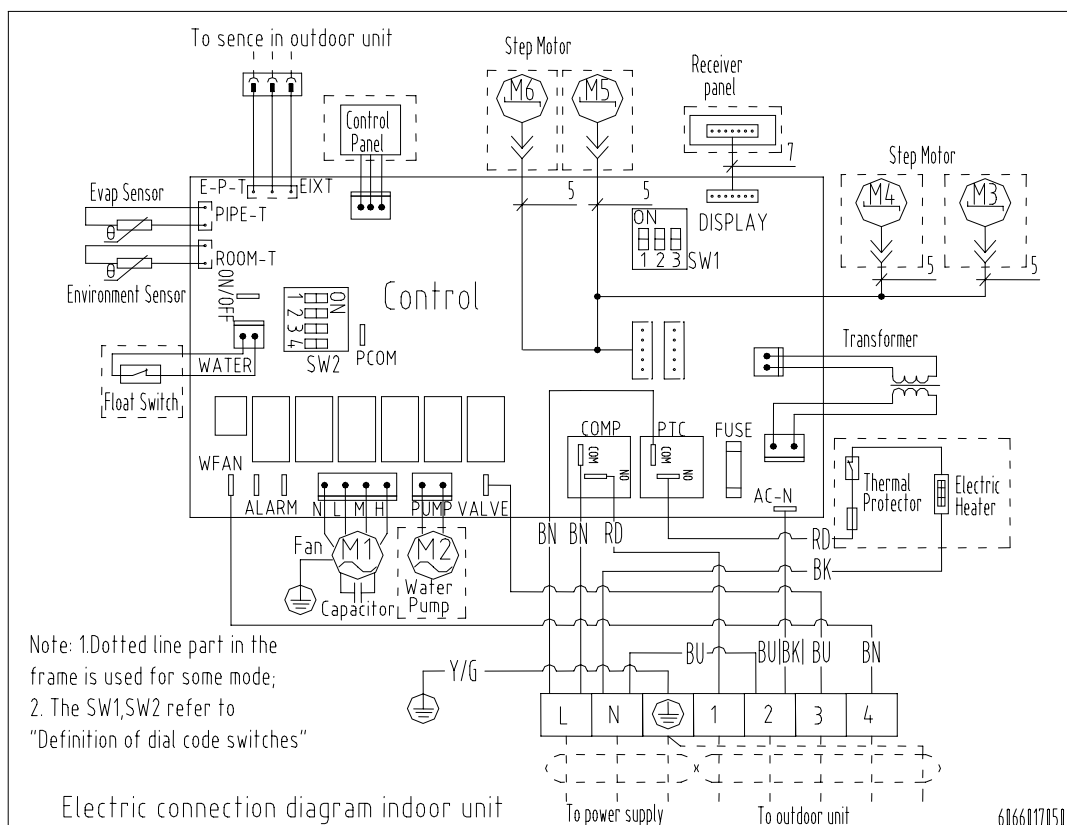 To sence in outdoor unit
Step Motor
M6
M5
Receiver
panel
7
Control
Panel
Step Motor
M4
M3
E-P-T
EIXT
5
5
5
5
Evap Sensor
θ
PIPE-T
DISPLAY
ON
1 2 3
SW1
ROOM-T
θ
Environment Sensor
ON/OFF
Control
ON
1
2
3
4
SW2
PCOM
WATER
Float Switch
Transformer
COMP
PTC
FUSE
COM
NO
COM
NO
WFAN
ALARM
N L M H
PUMP
VALVE
AC-N
Thermal
Protector
Electric
Heater
BN
BN
RD
RD
BK
Fan
M1
M2
Capacitor
Water
Pump
Note: 1.Dotted line part in the
frame is used for some mode;
2. The SW1,SW2 refer to
"Definition of dial code switches"
Y/G
BU
BU(BK)
BU
BN
L N 1 2 3 4
To power supply
To outdoor unit
Electric connection diagram indoor unit
6066017050